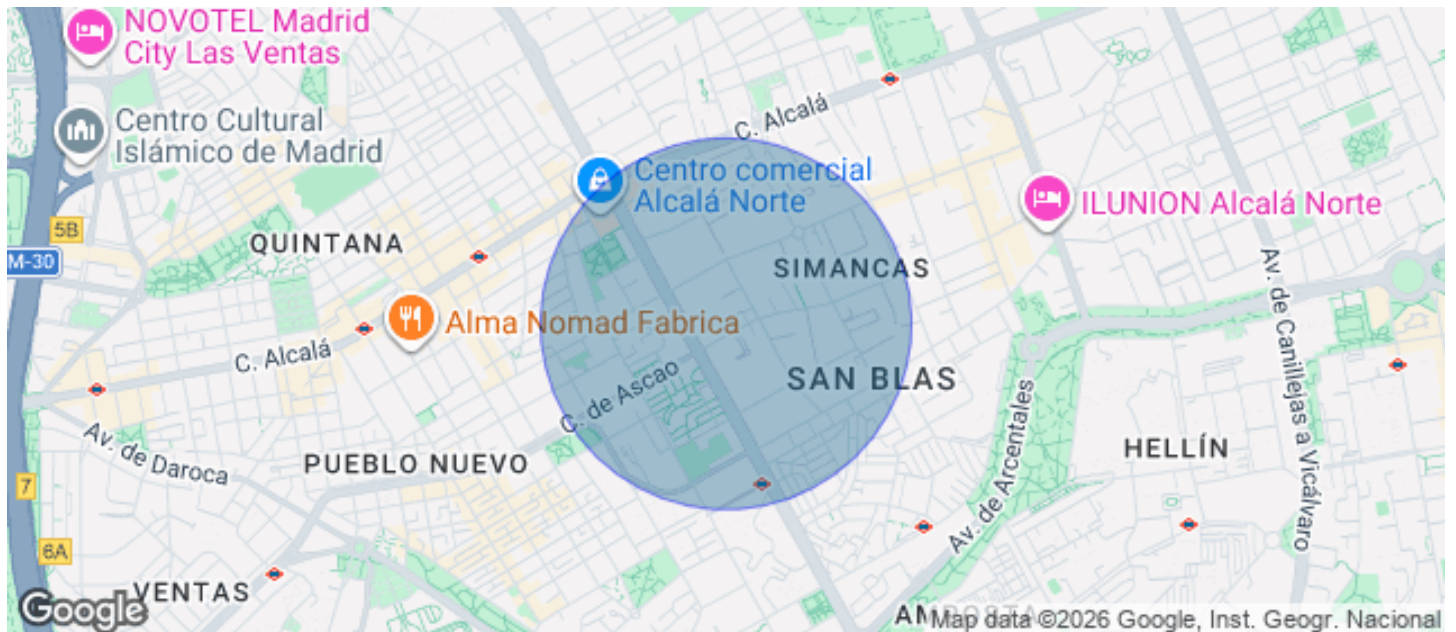 NOVOTEL Madrid
City Las Ventas
Centro Cultural
Islámico de Madrid
C. Alcalá
Centro comercial
Alcalá Norte
ILUNION Alcalá Norte
5B
QUINTANA
M-30
SIMANCAS
Av. de Canillejas a Vicálvaro
Alma Nomad Fabrica
C. Alcalá
SAN BLAS
C. de Ascao
Av. de Daroca
PUEBLO NUEVO
HELLÍN
Av. de Arcentales
7
6A
VENTAS
Google
Map data ©2026 Google, Inst. Geogr. Nacional